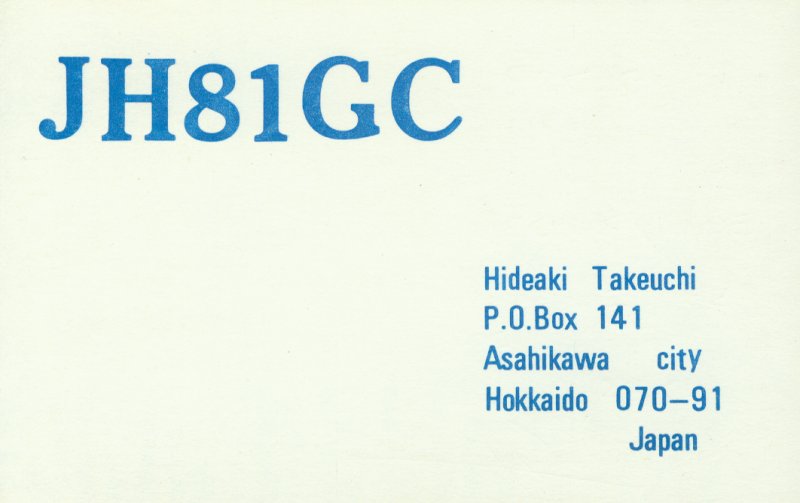 JH81GC
Hideaki Takeuchi
P.O.Box 141
Asahikawa city
Hokkaido 070-91
Japan